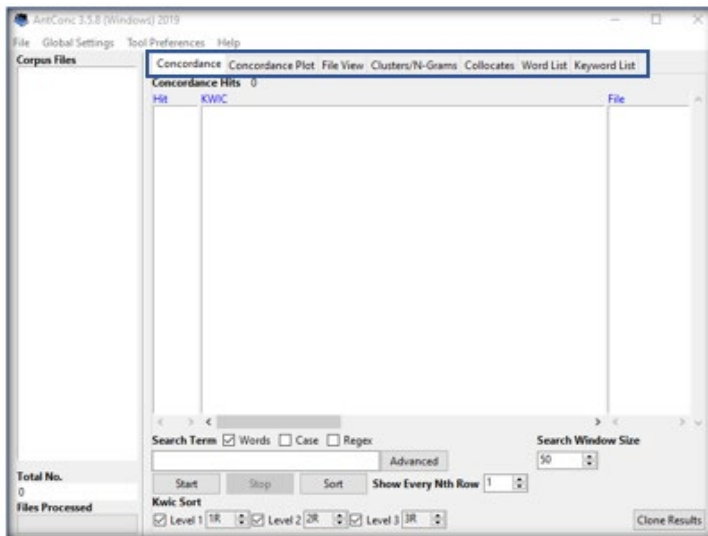 AntConc 3.5.8 (Windows) 2019
File Global Settings Tool Preferences Help
Corpus Files
Concordance Concordance Plot File View Clusters/N-Grams Collocates Word List Keyword List
Concordance Hits 0
Hit KWIC File
Search Term Words Case Regex Search Window Size
Advanced 50
Total No.
0
Start Stop Sort Show Every Nth Row 1
Files Processed
Kwic Sort
Level 1 1R Level 2 2R Level 3 3R Clone Results